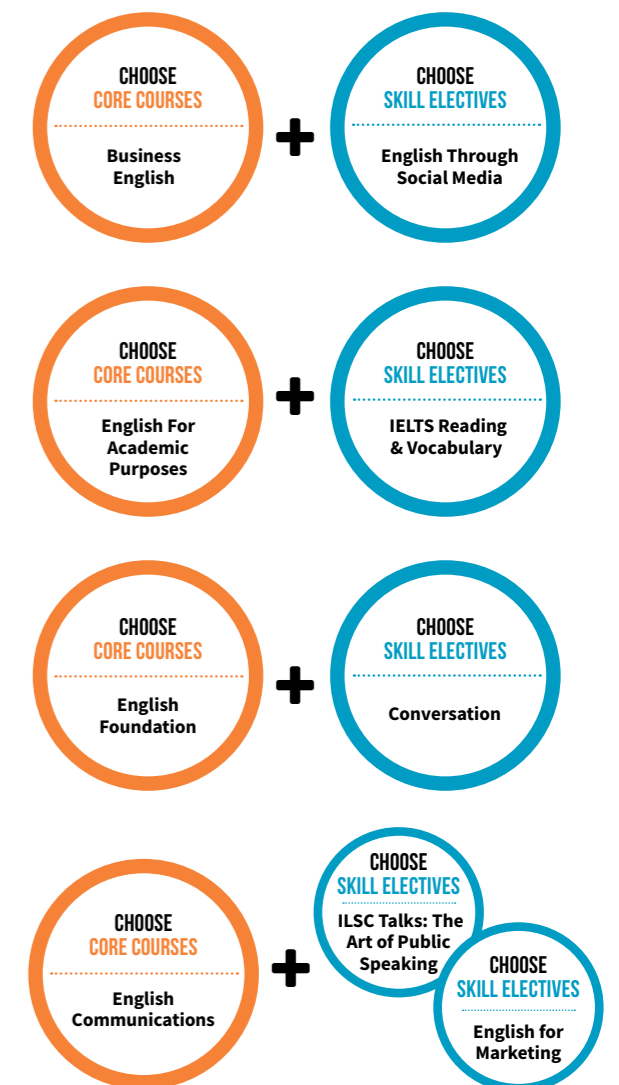 CHOOSE
CORE COURSES
Business
English
CHOOSE
SKILL ELECTIVES
English Through
Social Media
CHOOSE
CORE COURSES
English For
Academic
Purposes
CHOOSE
SKILL ELECTIVES
IELTS Reading
& Vocabulary
CHOOSE
CORE COURSES
English
Foundation
CHOOSE
SKILL ELECTIVES
Conversation
CHOOSE
CORE COURSES
English
Communications
CHOOSE
SKILL ELECTIVES
ILSC Talks: The
Art of Public
Speaking
CHOOSE
SKILL ELECTIVES
English for
Marketing